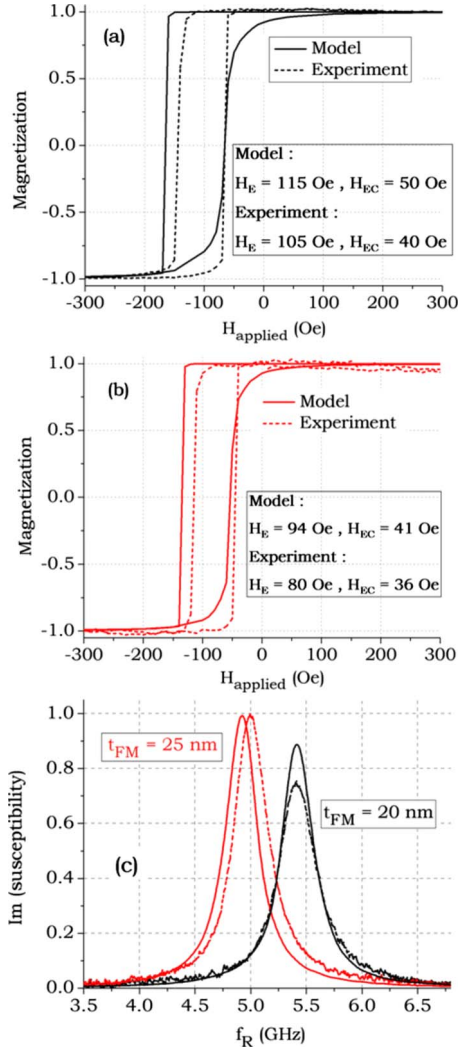 (a)
Magnetization
1.0
0.5
0.0
-0.5
-1.0
Model
Experiment
Model :
H_E = 115 Oe , H_EC = 50 Oe
Experiment :
H_E = 105 Oe , H_EC = 40 Oe
-300 -200 -100 0 100 200 300
H_applied (Oe)
(b)
Magnetization
1.0
0.5
0.0
-0.5
-1.0
Model
Experiment
Model :
H_E = 94 Oe , H_EC = 41 Oe
Experiment :
H_E = 80 Oe , H_EC = 36 Oe
-300 -200 -100 0 100 200 300
H_applied (Oe)
Im (susceptibility)
1.0
0.8
0.6
0.4
0.2
0.0
t_FM = 25 nm
t_FM = 20 nm
(c)
3.5 4.0 4.5 5.0 5.5 6.0 6.5
f_R (GHz)